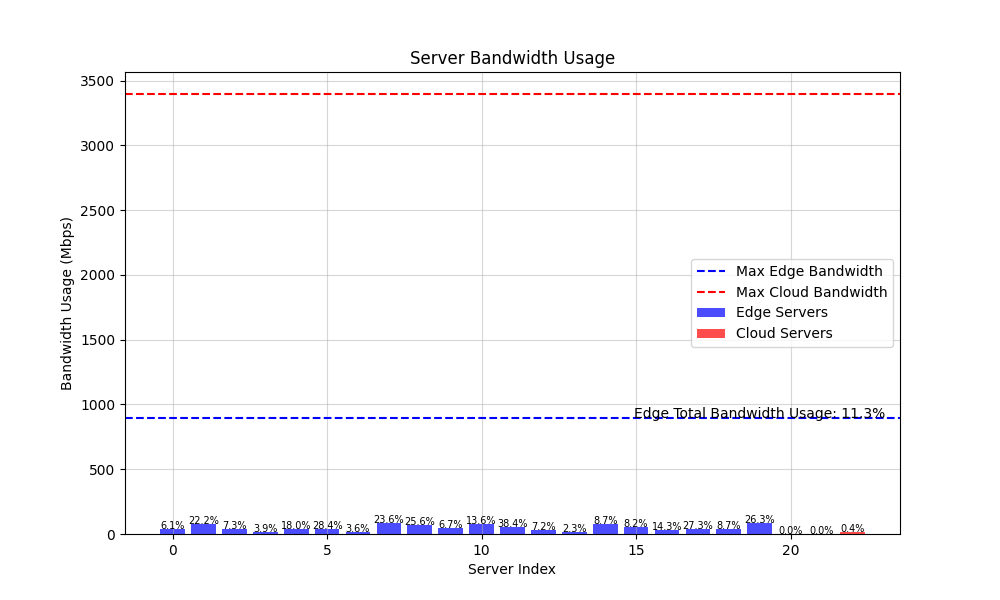 Server Bandwidth Usage
3500
3000
2500
2000
1500
1000
500
0
Bandwidth Usage (Mbps)
Max Edge Bandwidth
Max Cloud Bandwidth
Edge Servers
Cloud Servers
Edge Total Bandwidth Usage: 11.3%
6.1% 22.2% 7.3% 3.9% 18.0% 28.4% 3.6% 23.6% 25.6% 6.7% 13.6% 38.4% 7.2% 2.3% 8.7% 8.2% 14.3% 27.3% 8.7% 26.3% 0.0% 0.0% 0.4%
0 5 10 15 20
Server Index